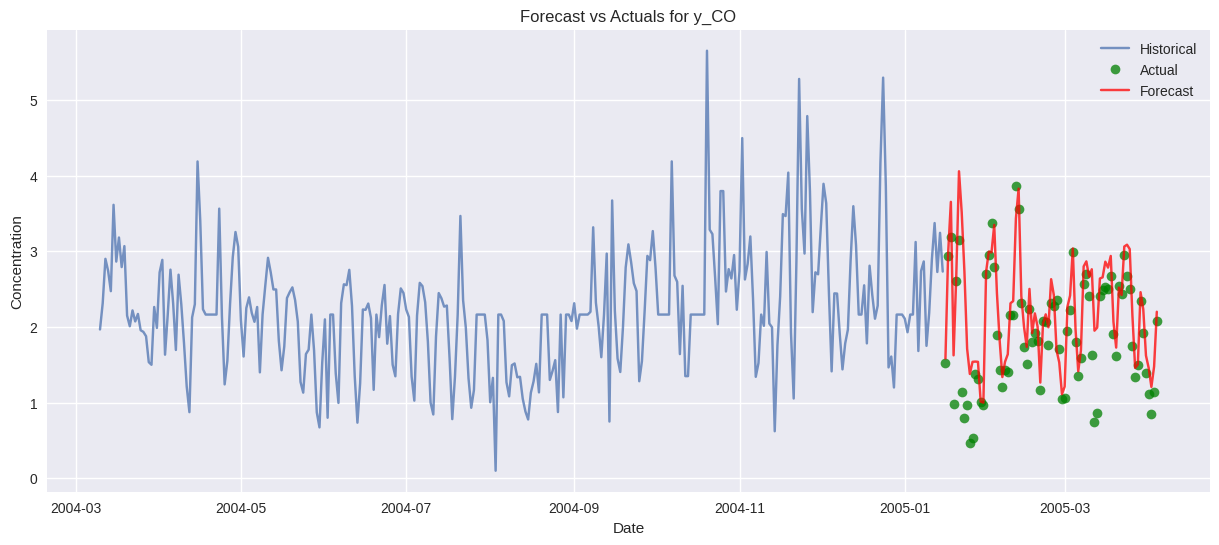 Forecast vs Actuals for y_CO
Historical
Actual
Forecast
Concentration
5
4
3
2
1
0
2004-03
2004-05
2004-07
2004-09
2004-11
2005-01
2005-03
Date